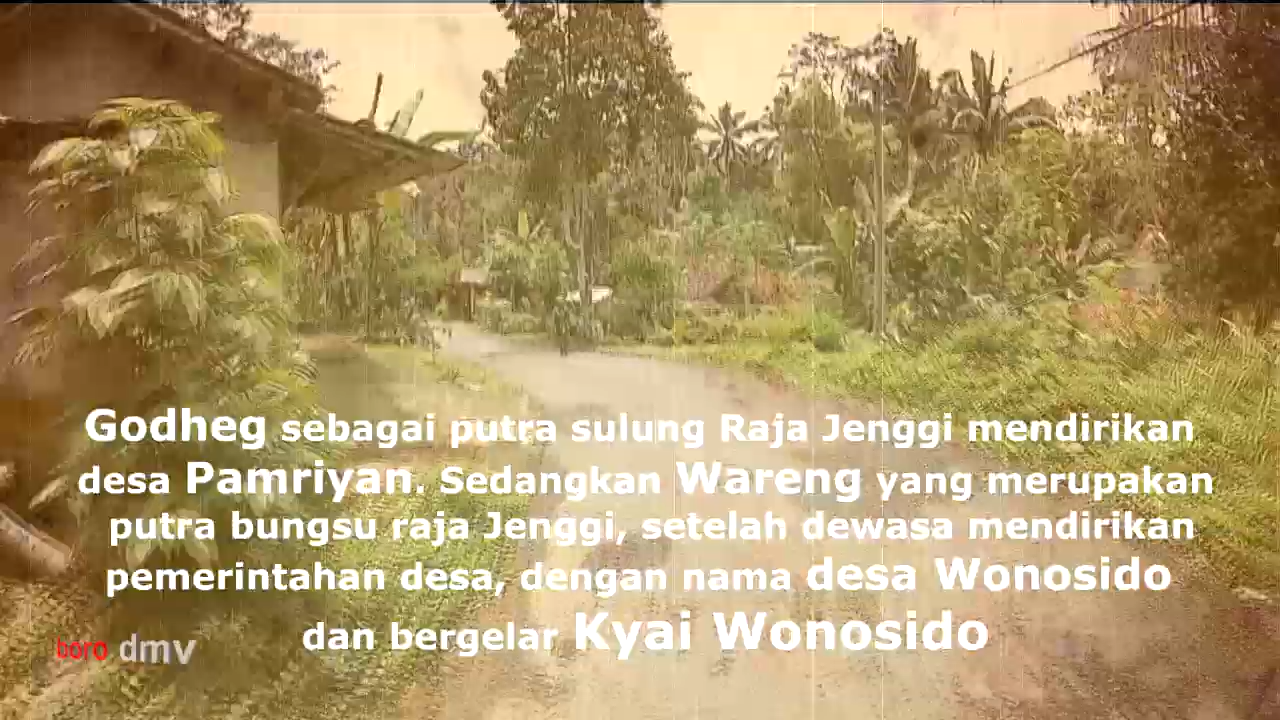 Godheg sebagai putra sulung Raja Jenggi mendirikan
desa Pamriyan. Sedangkan Wareng yang merupakan
putra bungsu raja Jenggi, setelah dewasa mendirikan
pemerintahan desa, dengan nama desa Wonosido
dan bergelar Kyai Wonosido
boro dmv